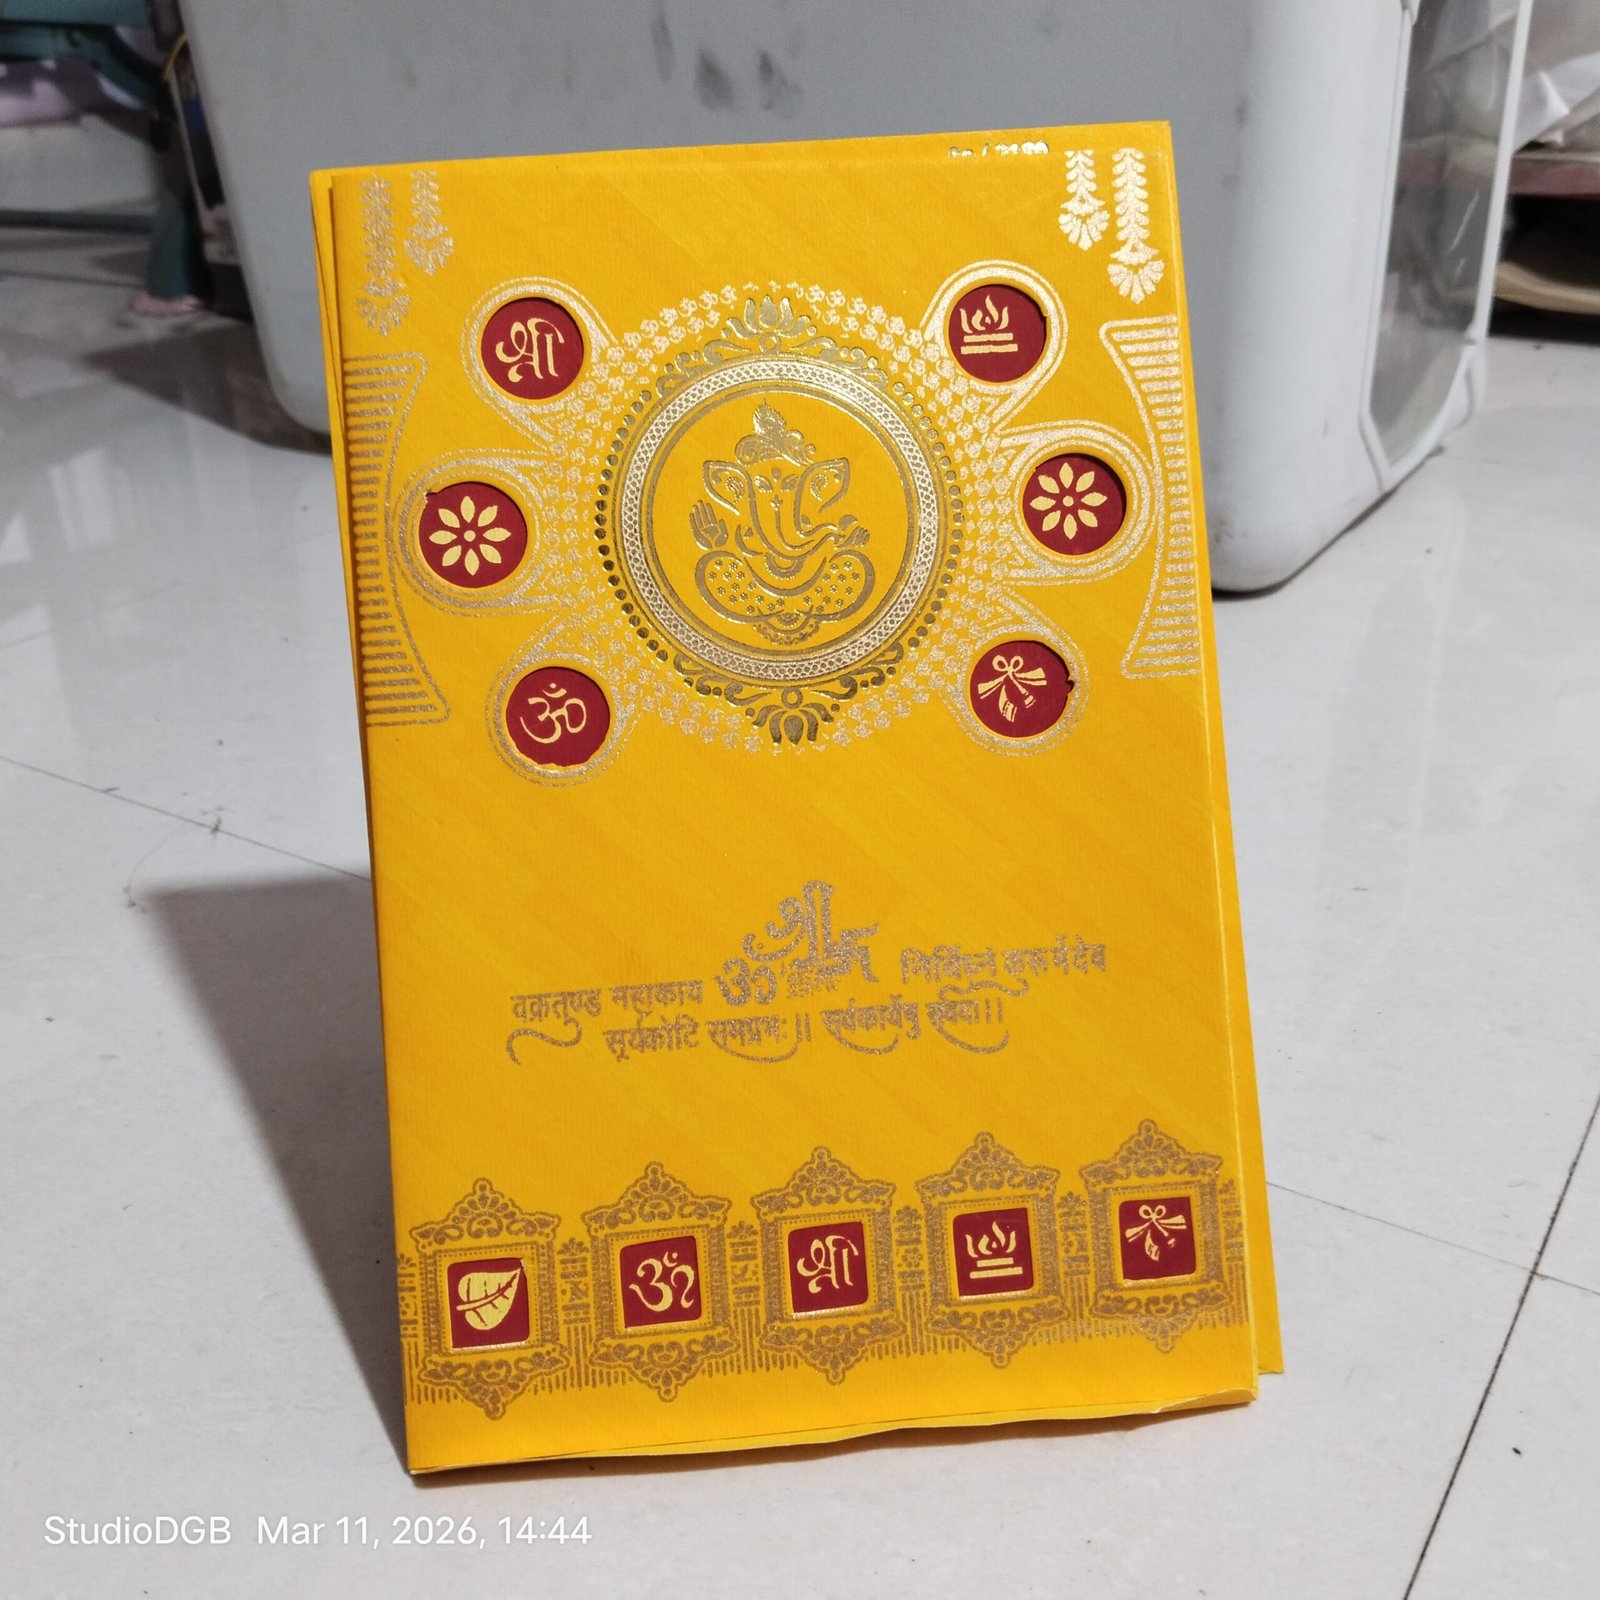 श्री
ॐ
श्री
ॐ
वक्रतुण्ड महाकाय
निर्विघ्नं कुरूमेंदेव
सूर्यकोटि समप्रभः॥ सर्वकार्येषु सर्वदा॥
ॐ
श्री
StudioDGB Mar 11, 2026, 14:44